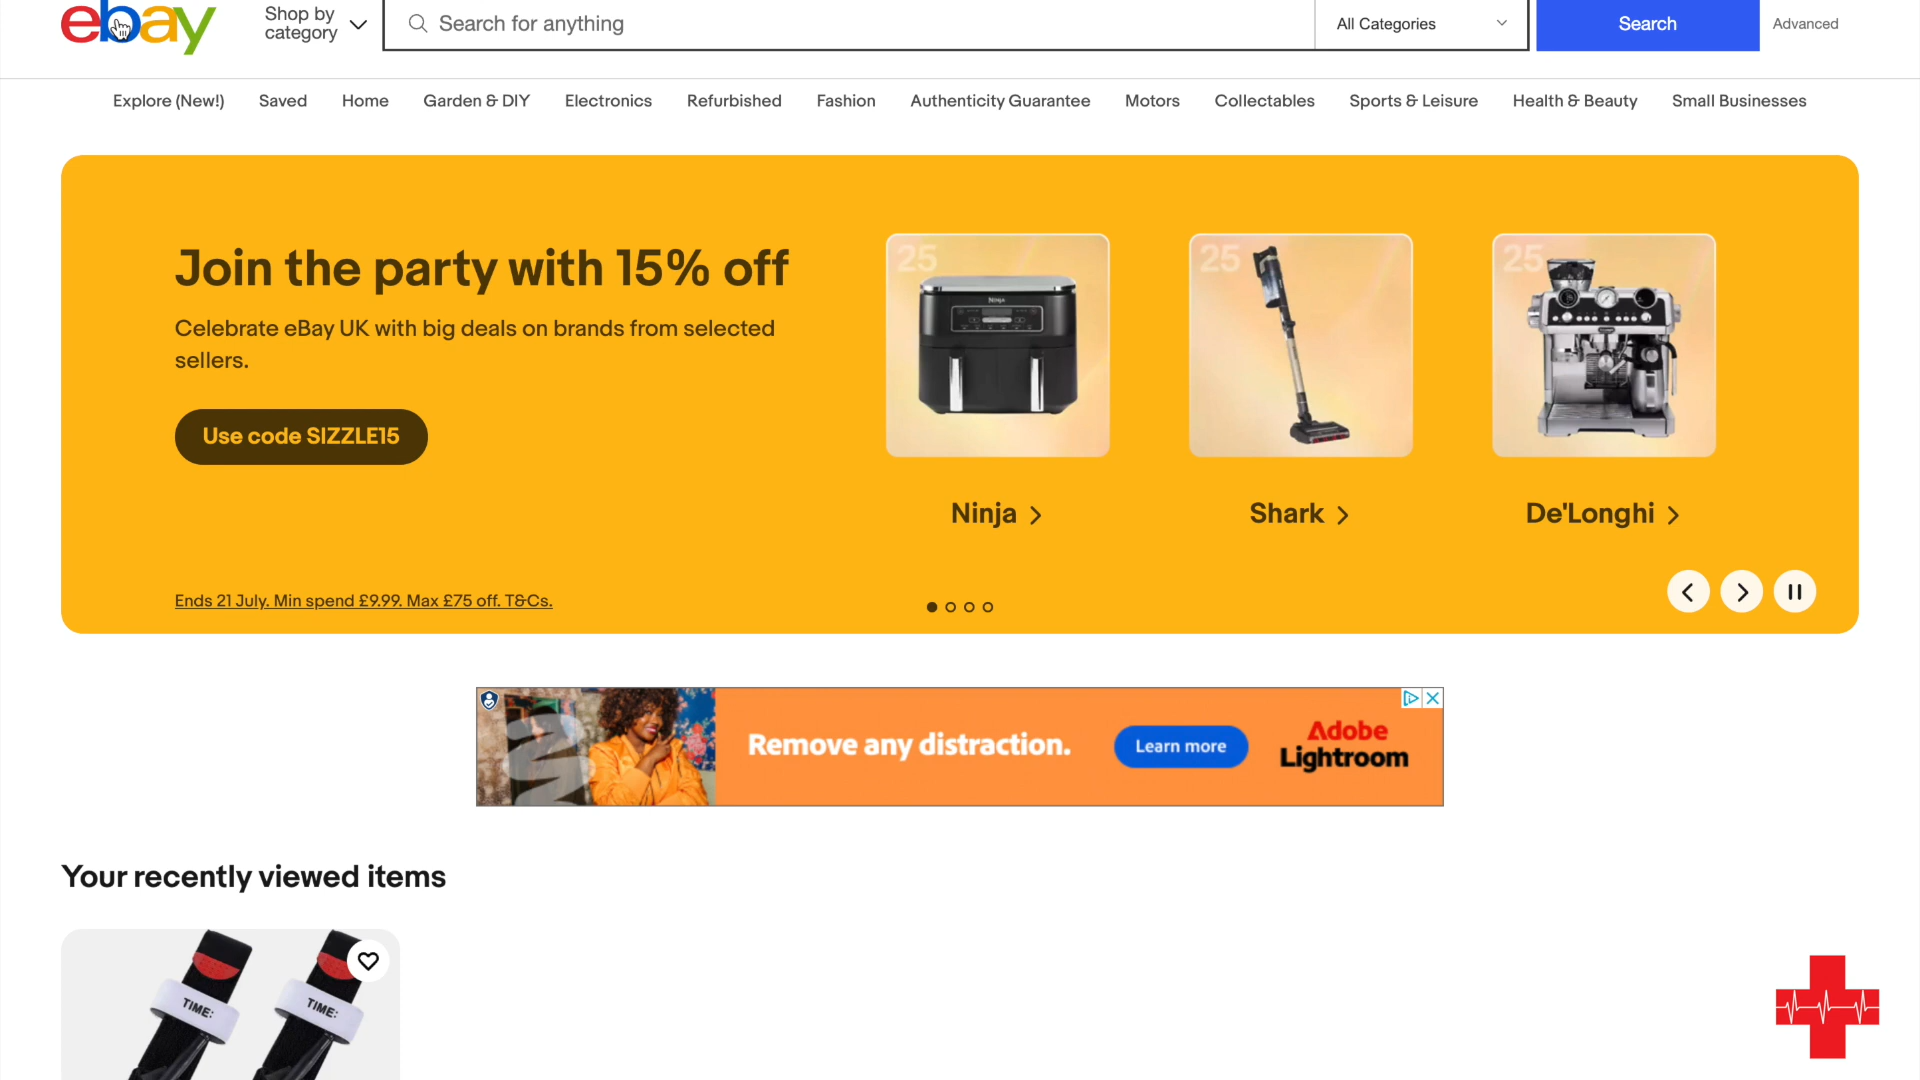 ebay
Shop by
category
Search for anything
All Categories
Search
Advanced
Explore (New!)
Saved
Home
Garden & DIY
Electronics
Refurbished
Fashion
Authenticity Guarantee
Motors
Collectables
Sports & Leisure
Health & Beauty
Small Businesses
Join the party with 15% off
Celebrate eBay UK with big deals on brands from selected
sellers.
Use code SIZZLE15
25
Ninja
25
25
Ninja
Shark
De'Longhi
Ends 21 July. Min spend £9.99. Max £75 off. T&Cs.
Remove any distraction.
Learn more
Adobe
Lightroom
Your recently viewed items
TIME:
TIME: